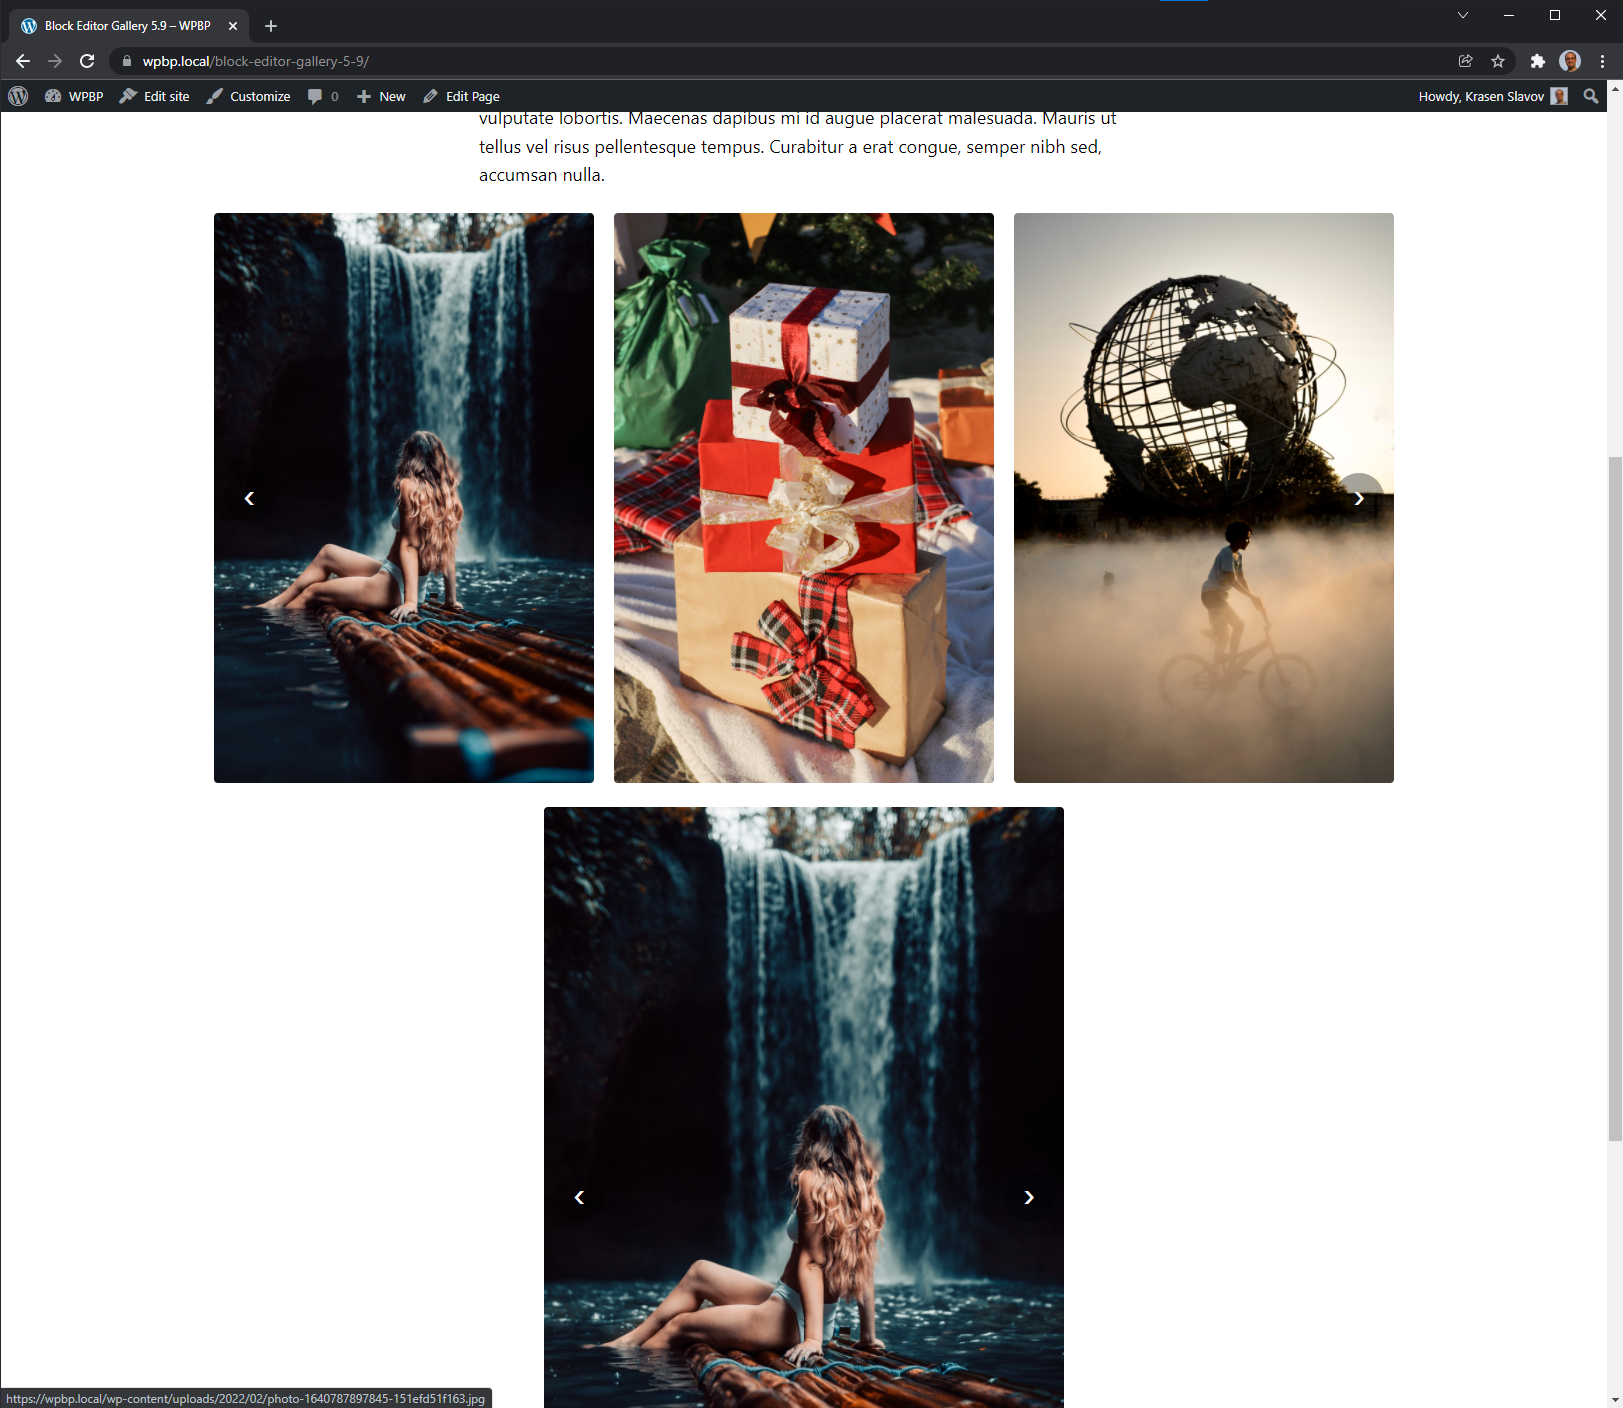 Block Editor Gallery 5.9 – WPBP
wpbp.local/block-editor-gallery-5-9/
WPBP Edit site Customize 0 New Edit Page Howdy, Krasen Slavov
vulputate lobortis. Maecenas dapibus mi id augue placerat malesuada. Mauris ut
tellus vel risus pellentesque tempus. Curabitur a erat congue, semper nibh sed,
accumsan nulla.
https://wpbp.local/wp-content/uploads/2022/02/photo-1640787897845-151efd51f163.jpg